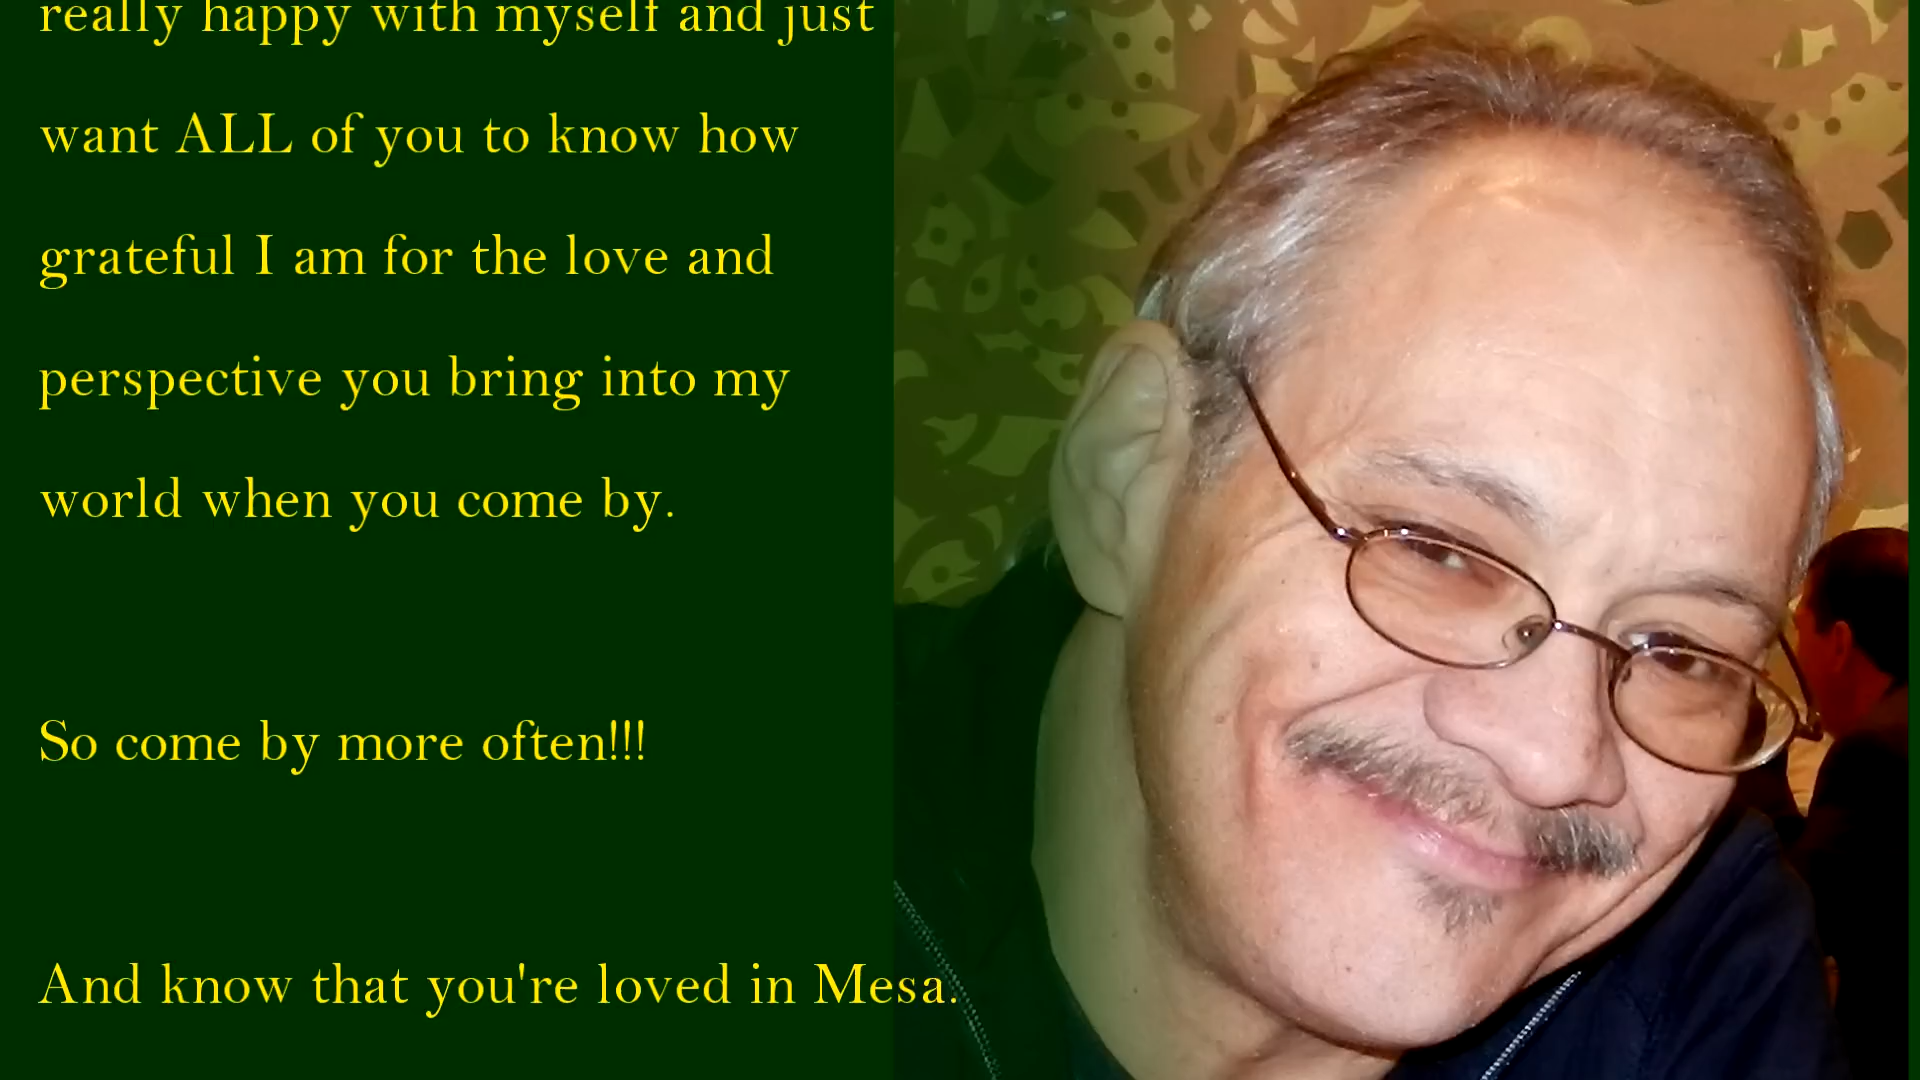 really happy with myself and just
want ALL of you to know how
grateful I am for the love and
perspective you bring into my
world when you come by.
So come by more often!!!
And know that you're loved in Mesa.